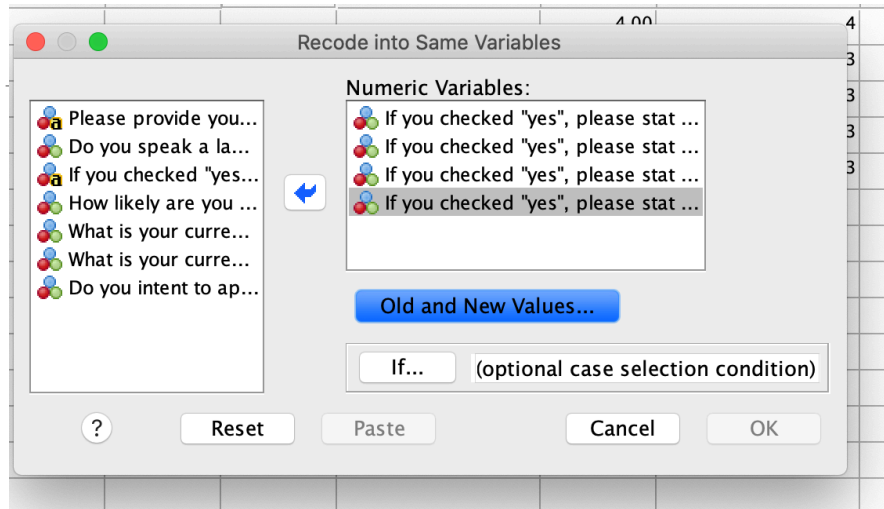 4.00
4
Recode into Same Variables
3
Numeric Variables:
3
Please provide you...
Do you speak a la...
If you checked "yes...
How likely are you ...
What is your curre...
What is your curre...
Do you intent to ap...
If you checked "yes", please stat ...
If you checked "yes", please stat ...
If you checked "yes", please stat ...
If you checked "yes", please stat ...
3
3
Old and New Values...
If...
(optional case selection condition)
?
Reset
Paste
Cancel
OK